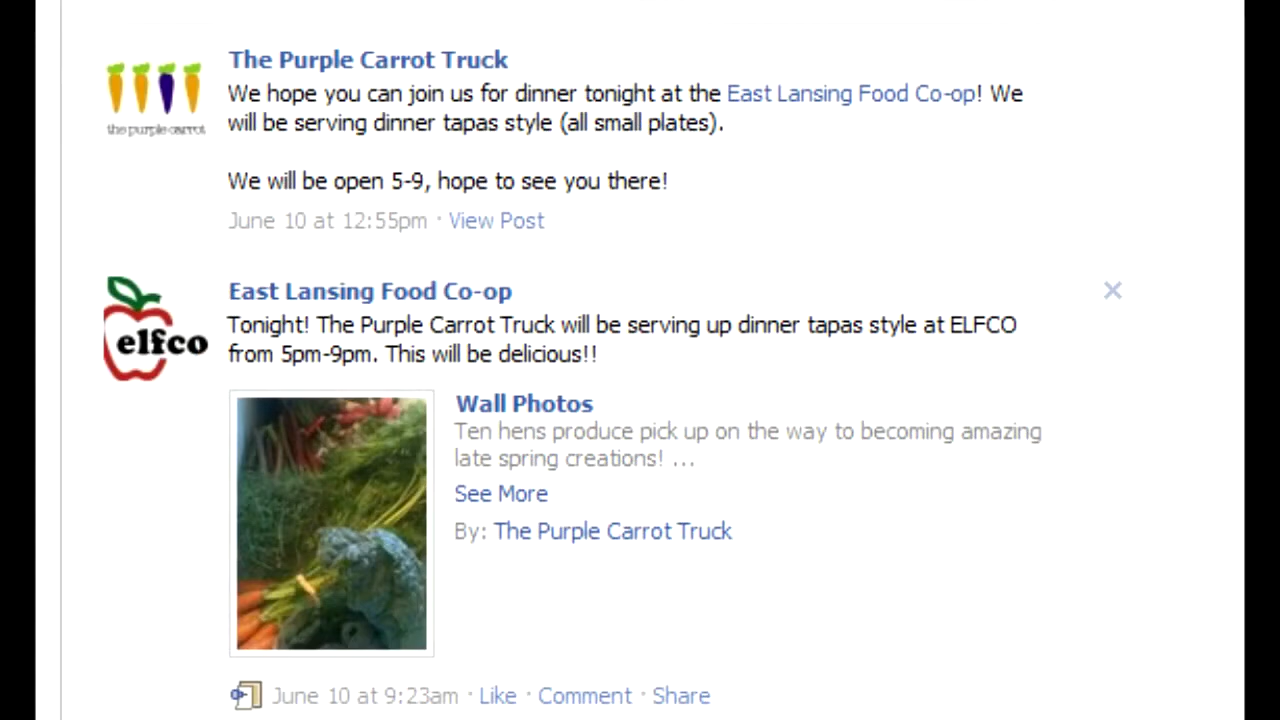 The Purple Carrot Truck
We hope you can join us for dinner tonight at the East Lansing Food Co-op! We
will be serving dinner tapas style (all small plates).
the purple carrot
We will be open 5-9, hope to see you there!
June 10 at 12:55pm · View Post
East Lansing Food Co-op
Tonight! The Purple Carrot Truck will be serving up dinner tapas style at ELFCO
elfco
from 5pm-9pm. This will be delicious!!
Wall Photos
Ten hens produce pick up on the way to becoming amazing
late spring creations! ...
See More
By: The Purple Carrot Truck
June 10 at 9:23am · Like · Comment · Share